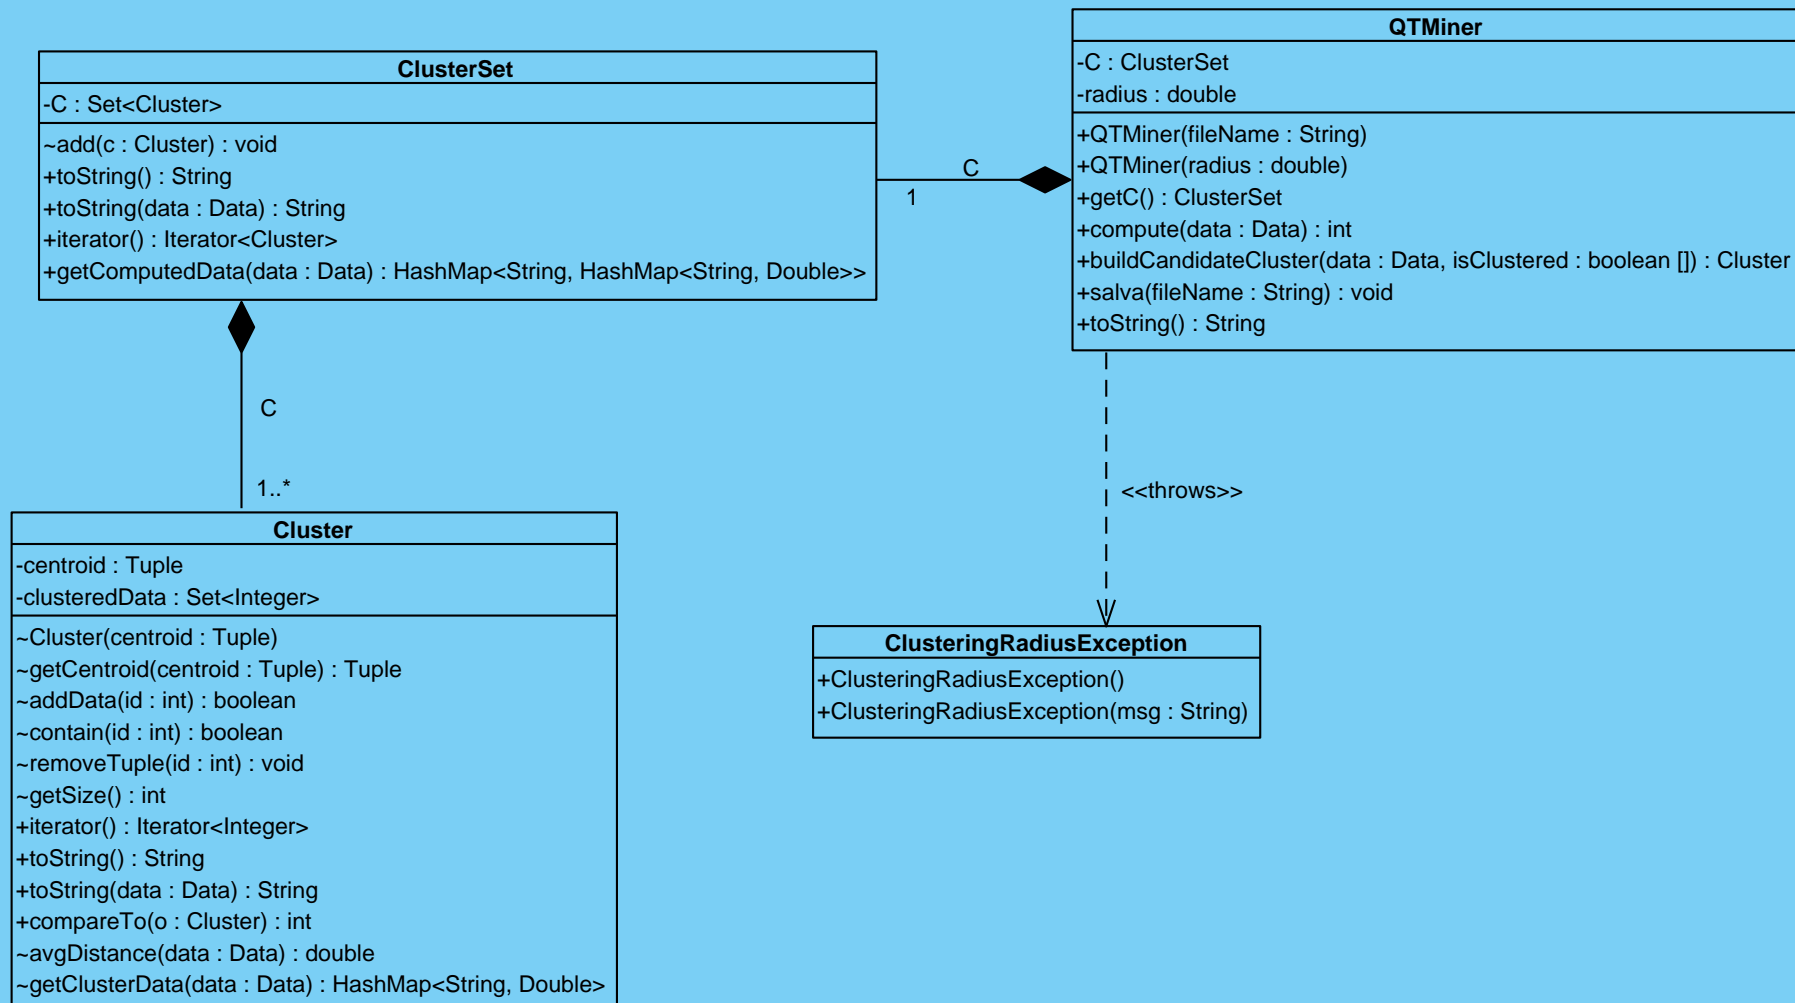 ClusterSet
-C : Set<Cluster>
~add(c : Cluster) : void
+toString() : String
+toString(data : Data) : String
+iterator() : Iterator<Cluster>
+getComputedData(data : Data) : HashMap<String, HashMap<String, Double>>
C
1
QTMiner
-C : ClusterSet
-radius : double
+QTMiner(fileName : String)
+QTMiner(radius : double)
+getC() : ClusterSet
+compute(data : Data) : int
+buildCandidateCluster(data : Data, isClustered : boolean []) : Cluster
+salva(fileName : String) : void
+toString() : String
C
1..*
<<throws>>
Cluster
-centroid : Tuple
-clusteredData : Set<Integer>
~Cluster(centroid : Tuple)
~getCentroid(centroid : Tuple) : Tuple
~addData(id : int) : boolean
~contain(id : int) : boolean
~removeTuple(id : int) : void
~getSize() : int
+iterator() : Iterator<Integer>
+toString() : String
+toString(data : Data) : String
+compareTo(o : Cluster) : int
~avgDistance(data : Data) : double
~getClusterData(data : Data) : HashMap<String, Double>
ClusteringRadiusException
+ClusteringRadiusException()
+ClusteringRadiusException(msg : String)